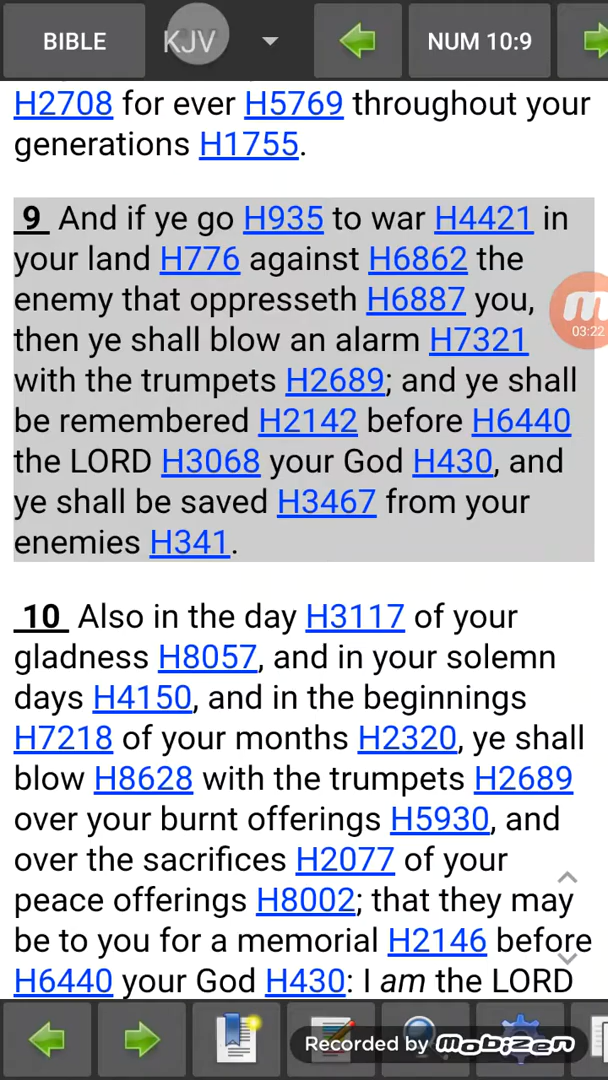 BIBLE KJV NUM 10:9
H2708 for ever H5769 throughout your
generations H1755.
9 And if ye go H935 to war H4421 in
your land H776 against H6862 the
enemy that oppresseth H6887 you,
then ye shall blow an alarm H7321
with the trumpets H2689; and ye shall
be remembered H2142 before H6440
the LORD H3068 your God H430, and
ye shall be saved H3467 from your
enemies H341.
10 Also in the day H3117 of your
gladness H8057, and in your solemn
days H4150, and in the beginnings
H7218 of your months H2320, ye shall
blow H8628 with the trumpets H2689
over your burnt offerings H5930, and
over the sacrifices H2077 of your
peace offerings H8002; that they may
be to you for a memorial H2146 before
H6440 your God H430: I am the LORD
m
03:22
Recorded by Mobizen